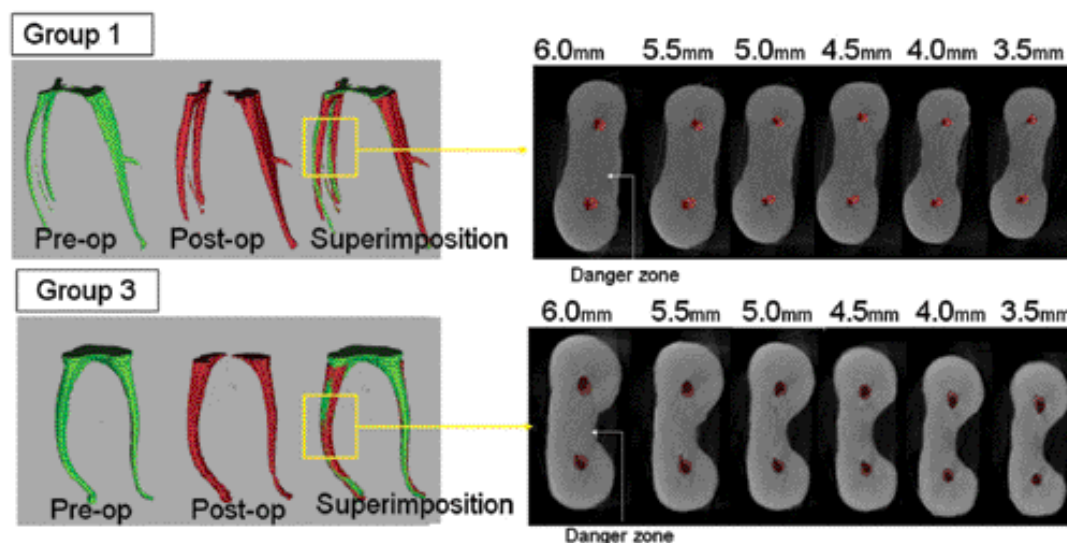 Group 1
6.0mm 5.5mm 5.0mm 4.5mm 4.0mm 3.5mm
Pre-op Post-op Superimposition
Danger zone
Group 3
6.0mm 5.5mm 5.0mm 4.5mm 4.0mm 3.5mm
Pre-op Post-op Superimposition
Danger zone